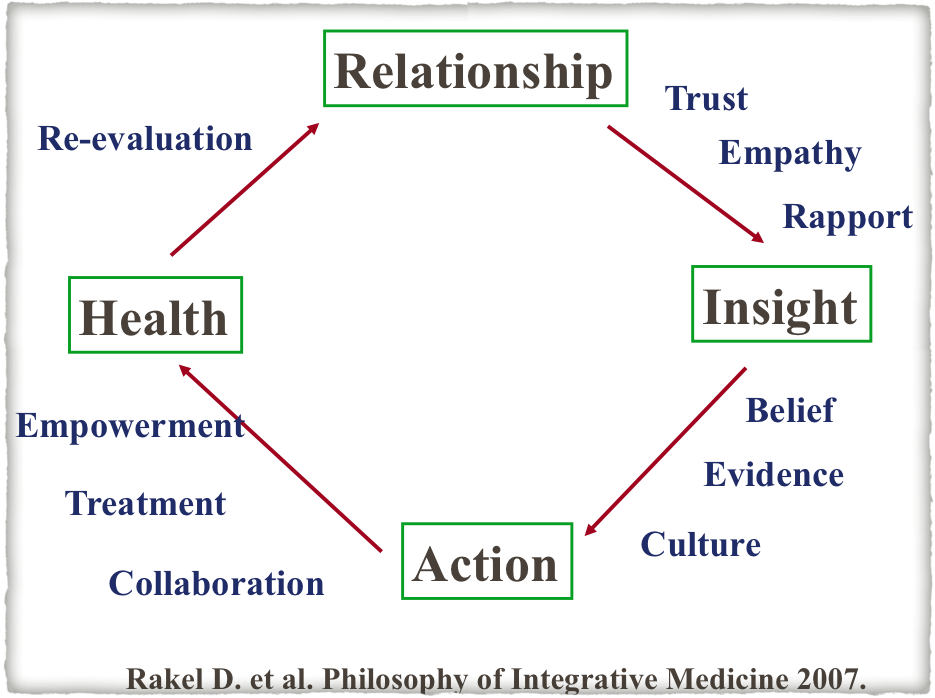 Relationship
Trust
Re-evaluation
Empathy
Rapport
Health
Insight
Belief
Empowerment
Evidence
Treatment
Culture
Action
Collaboration
Rakel D. et al. Philosophy of Integrative Medicine 2007.